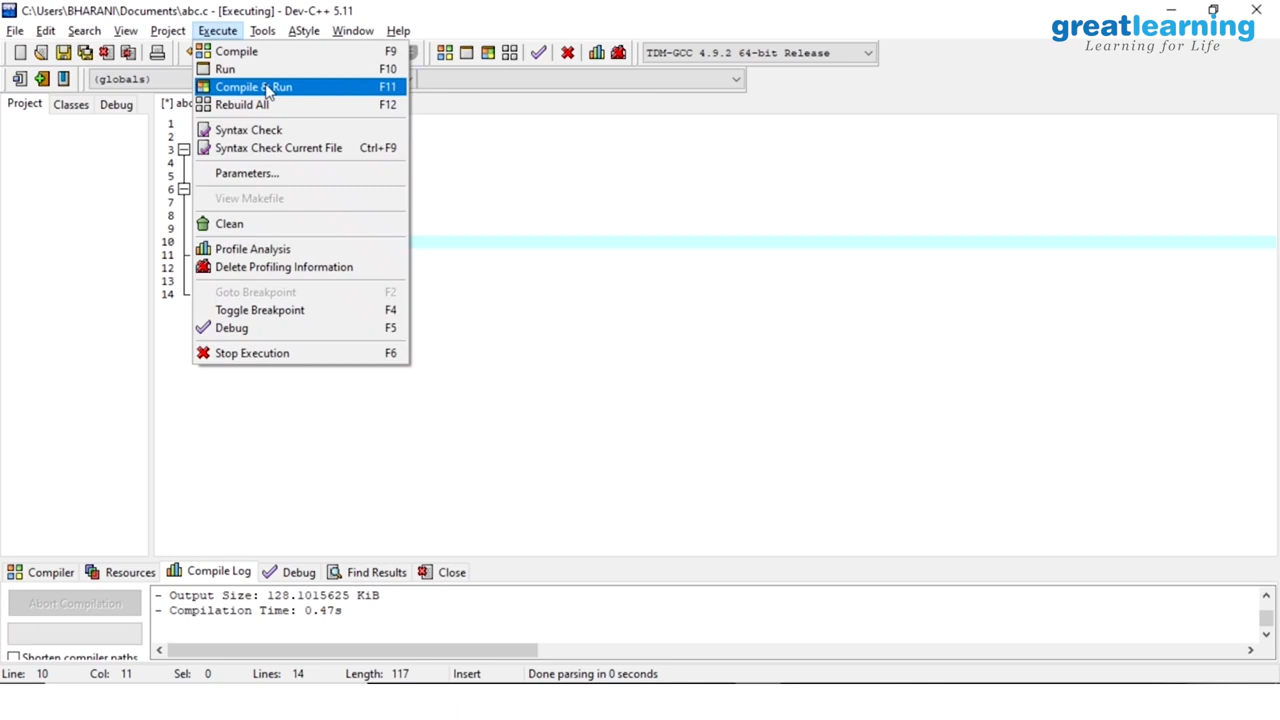 C:\Users\BHARANI\Documents\abc.c - [Executing] - Dev-C++ 5.11
greatlearning
Learning for Life
File Edit Search View Project Execute Tools AStyle Window Help
TDM-GCC 4.9.2 64-bit Release
(globals)
Project Classes Debug
[*] abc
Compile F9
Run F10
Compile & Run F11
Rebuild All F12
Syntax Check
Syntax Check Current File Ctrl+F9
Parameters...
View Makefile
Clean
Profile Analysis
Delete Profiling Information
Goto Breakpoint F2
Toggle Breakpoint F4
Debug F5
Stop Execution F6
1
2
3
4
5
6
7
8
9
10
11
12
13
14
Compiler Resources Compile Log Debug Find Results Close
Abort Compilation
Shorten compiler paths
- Output Size: 128.1015625 KiB
- Compilation Time: 0.47s
Line: 10 Col: 11 Sel: 0 Lines: 14 Length: 117 Insert Done parsing in 0 seconds